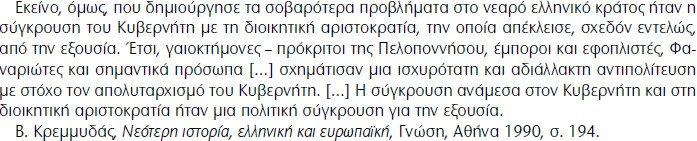 Εκείνο, όμως, που δημιούργησε τα σοβαρότερα προβλήματα στο νεαρό ελληνικό κράτος ήταν η
σύγκρουση του Κυβερνήτη με τη διοικητική αριστοκρατία, την οποία απέκλεισε, σχεδόν εντελώς,
από την εξουσία. Έτσι, γαιοκτήμονες – πρόκριτοι της Πελοποννήσου, έμποροι και εφοπλιστές, Φα-
ναριώτες και σημαντικά πρόσωπα [...] σχημάτισαν μια ισχυρότατη και αδιάλλακτη αντιπολίτευση
με στόχο τον απολυταρχισμό του Κυβερνήτη. [...] Η σύγκρουση ανάμεσα στον Κυβερνήτη και στη
διοικητική αριστοκρατία ήταν μια πολιτική σύγκρουση για την εξουσία.
Β. Κρεμμυδάς, Νεότερη ιστορία, ελληνική και ευρωπαϊκή, Γνώση, Αθήνα 1990, σ. 194.